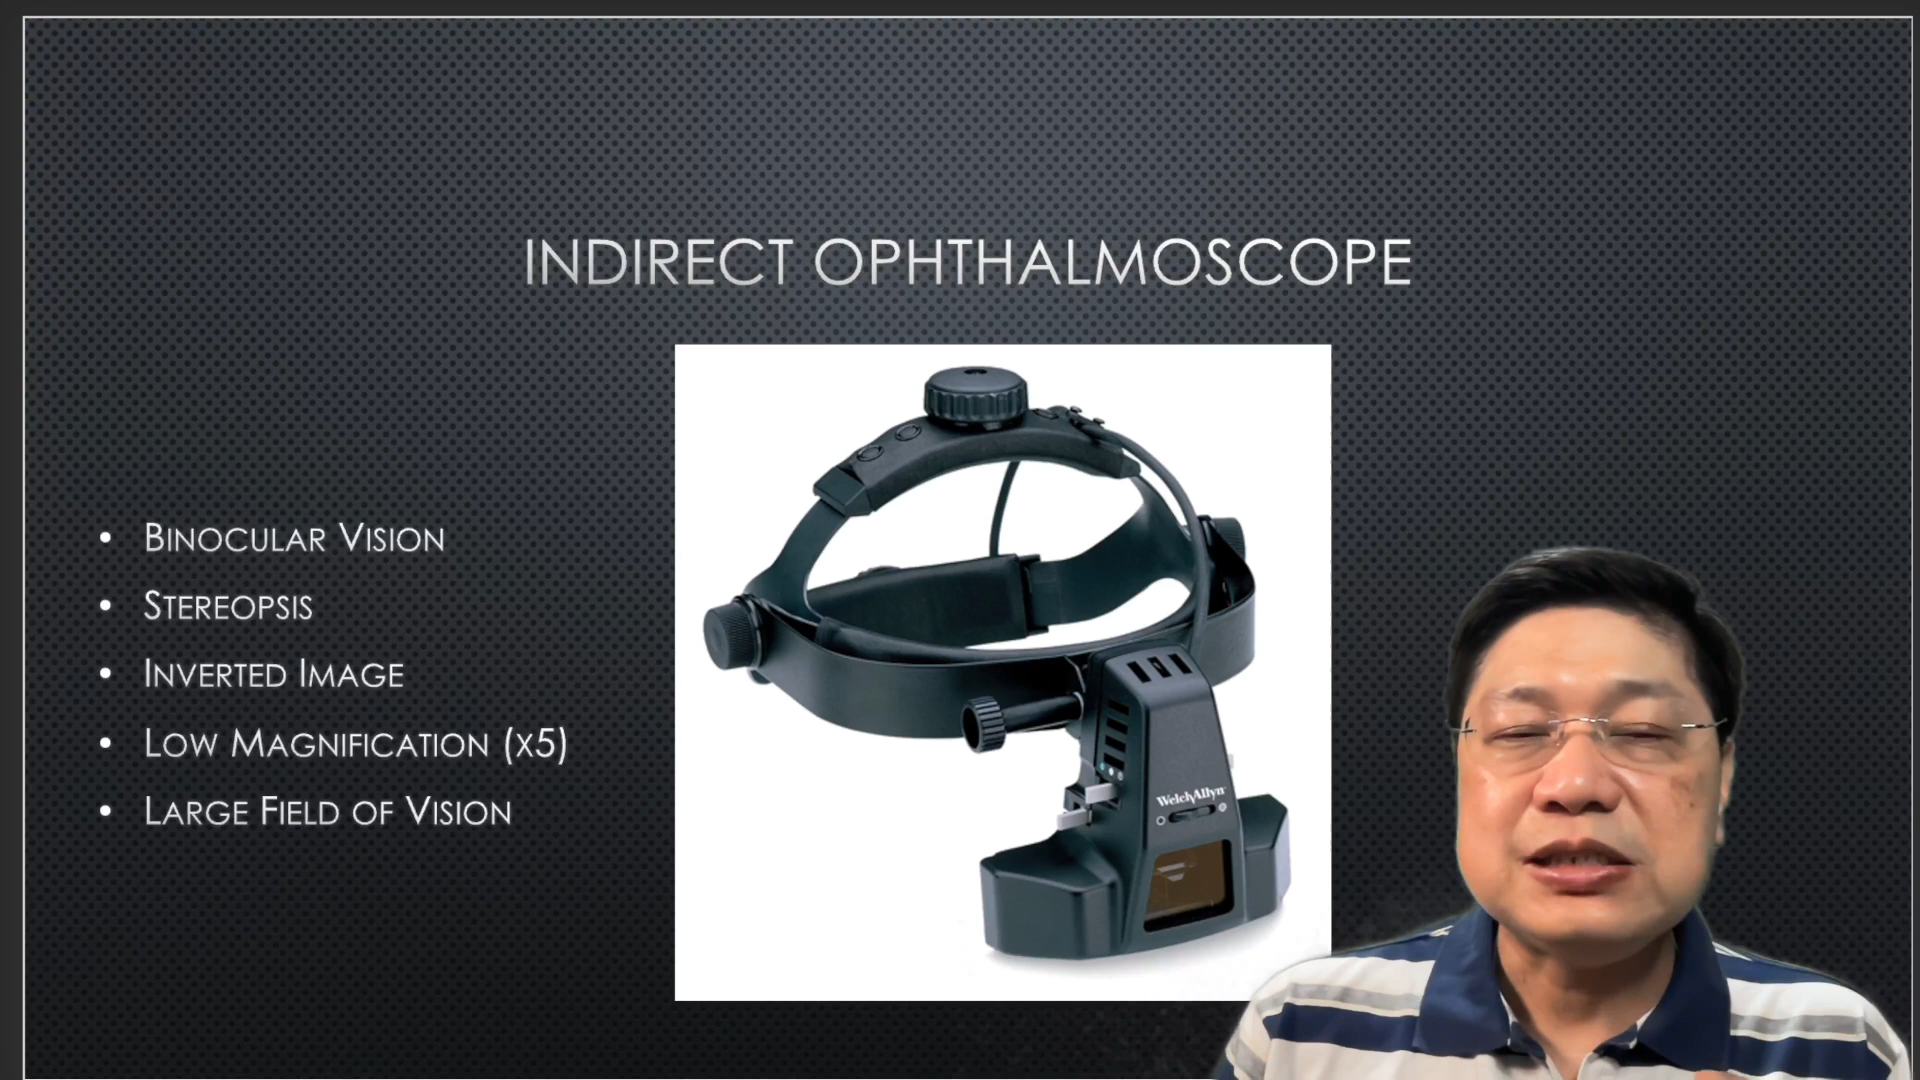 INDIRECT OPHTHALMOSCOPE
• BINOCULAR VISION
• STEREOPSIS
• INVERTED IMAGE
• LOW MAGNIFICATION (X5)
• LARGE FIELD OF VISION
WelchAllyn